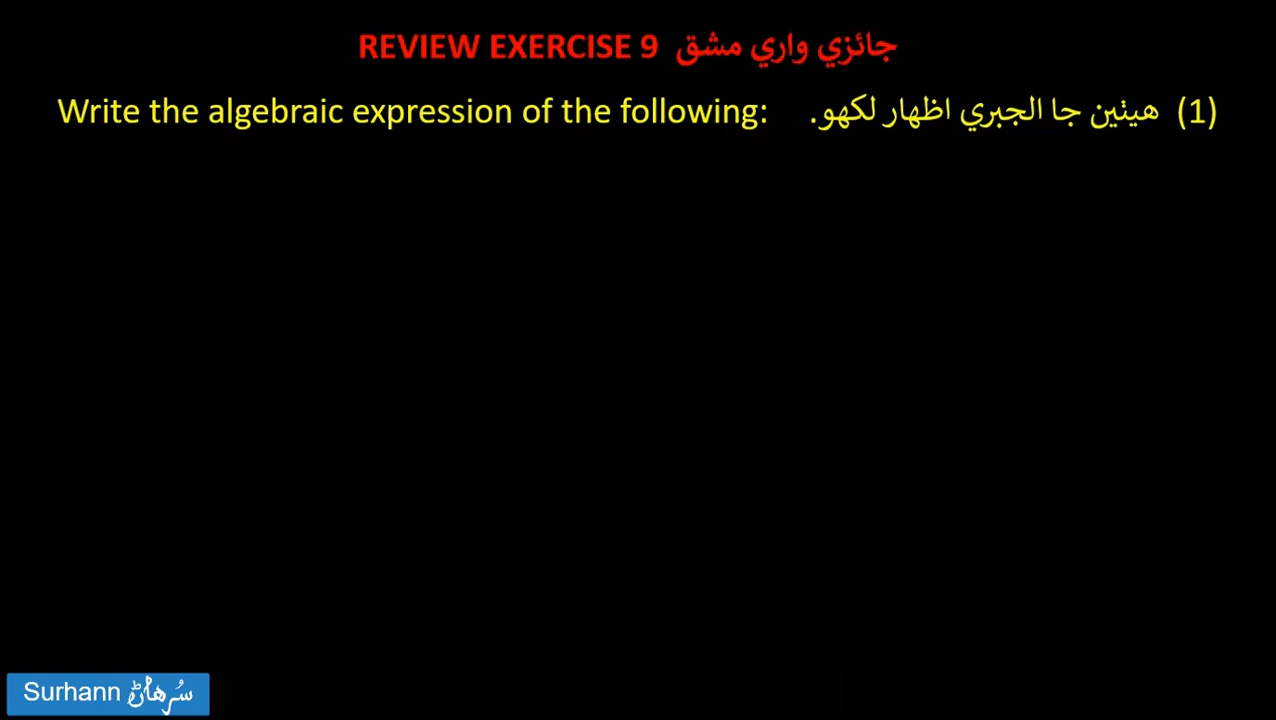 REVIEW EXERCISE 9 جائزي واري مشق
Write the algebraic expression of the following: (1) هيٺين جا الجبري اظهار لکهو.
Surhann سُرهاڻ